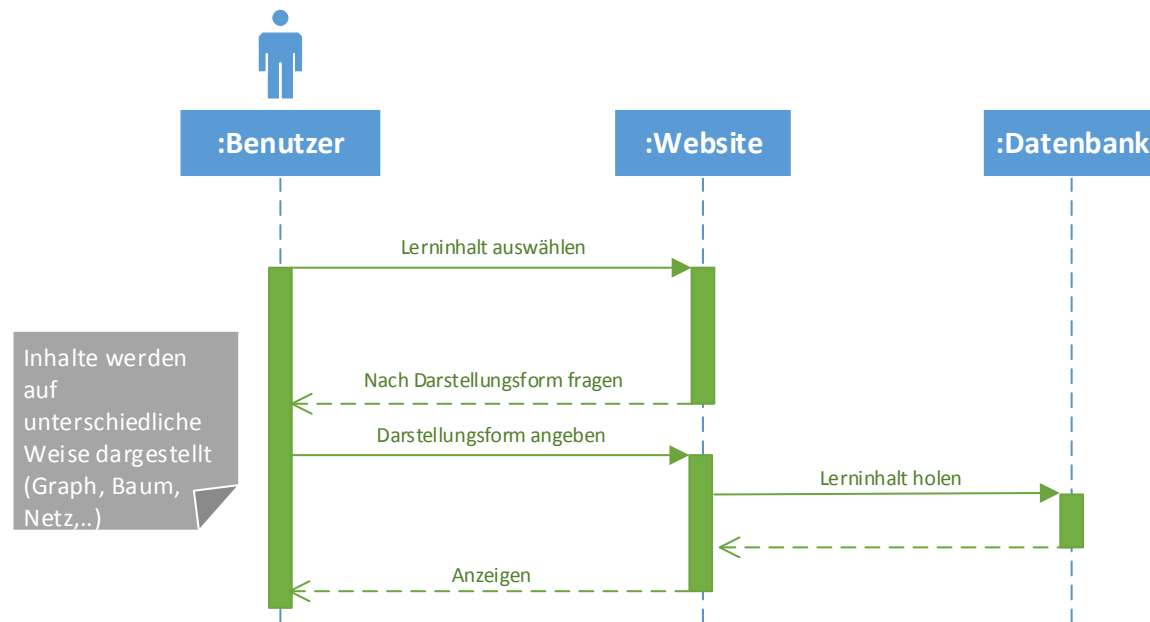 :Benutzer
:Website
:Datenbank
Lerninhalt auswählen
Inhalte werden
auf
unterschiedliche
Weise dargestellt
(Graph, Baum,
Netz,..)
Nach Darstellungsform fragen
Darstellungsform angeben
Lerninhalt holen
Anzeigen